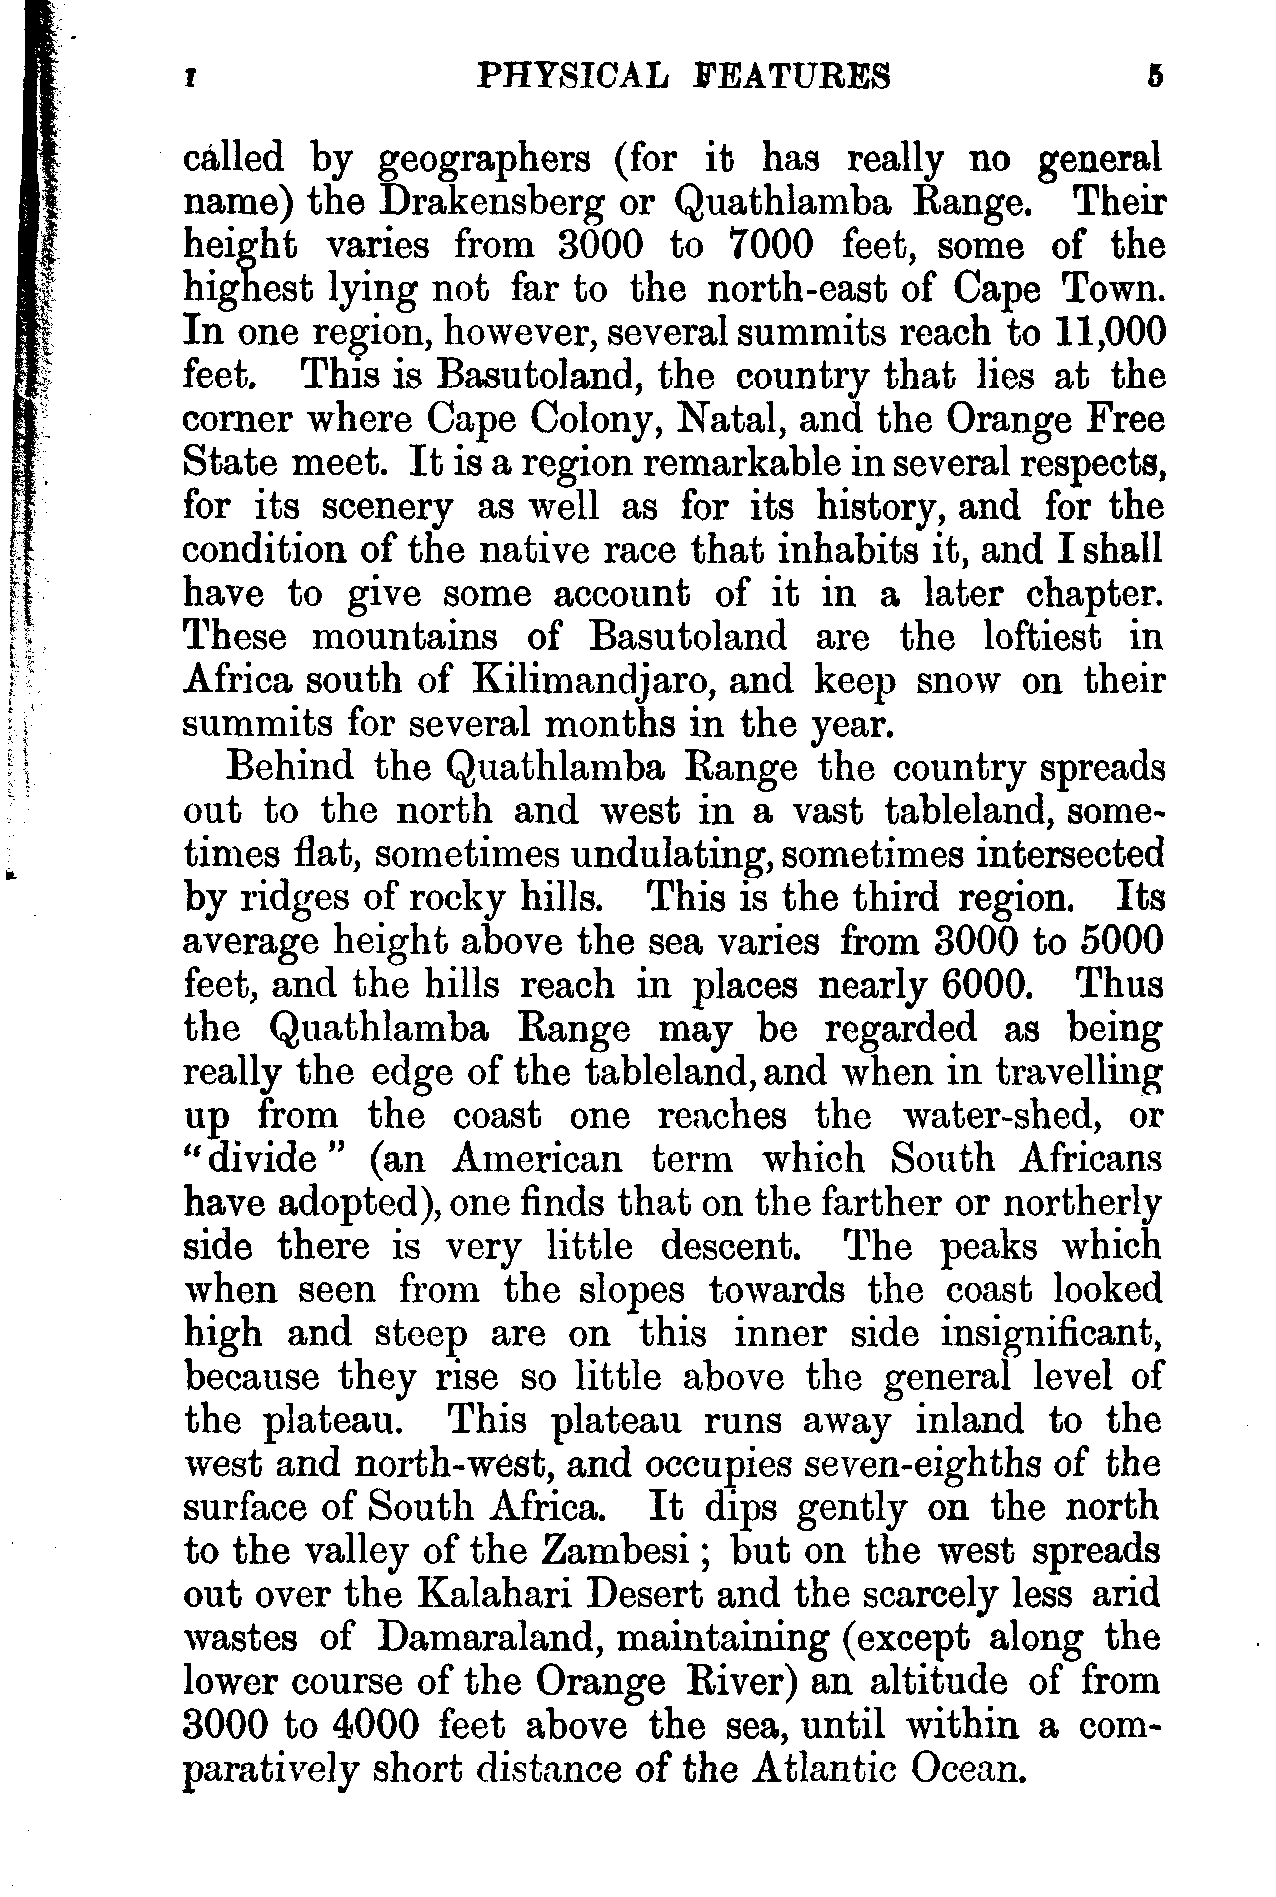 I PHYSICAL FEATURES 5
called by geographers (for it has really no general
name) the Drakensberg or Quathlamba Range. Their
height varies from 3000 to 7000 feet, some of the
highest lying not far to the north-east of Cape Town.
In one region, however, several summits reach to 11,000
feet. This is Basutoland, the country that lies at the
corner where Cape Colony, Natal, and the Orange Free
State meet. It is a region remarkable in several respects,
for its scenery as well as for its history, and for the
condition of the native race that inhabits it, and I shall
have to give some account of it in a later chapter.
These mountains of Basutoland are the loftiest in
Africa south of Kilimandjaro, and keep snow on their
summits for several months in the year.
Behind the Quathlamba Range the country spreads
out to the north and west in a vast tableland, some-
times flat, sometimes undulating, sometimes intersected
by ridges of rocky hills. This is the third region. Its
average height above the sea varies from 3000 to 5000
feet, and the hills reach in places nearly 6000. Thus
the Quathlamba Range may be regarded as being
really the edge of the tableland, and when in travelling
up from the coast one reaches the water-shed, or
“divide” (an American term which South Africans
have adopted), one finds that on the farther or northerly
side there is very little descent. The peaks which
when seen from the slopes towards the coast looked
high and steep are on this inner side insignificant,
because they rise so little above the general level of
the plateau. This plateau runs away inland to the
west and north-west, and occupies seven-eighths of the
surface of South Africa. It dips gently on the north
to the valley of the Zambesi ; but on the west spreads
out over the Kalahari Desert and the scarcely less arid
wastes of Damaraland, maintaining (except along the
lower course of the Orange River) an altitude of from
3000 to 4000 feet above the sea, until within a com-
paratively short distance of the Atlantic Ocean.